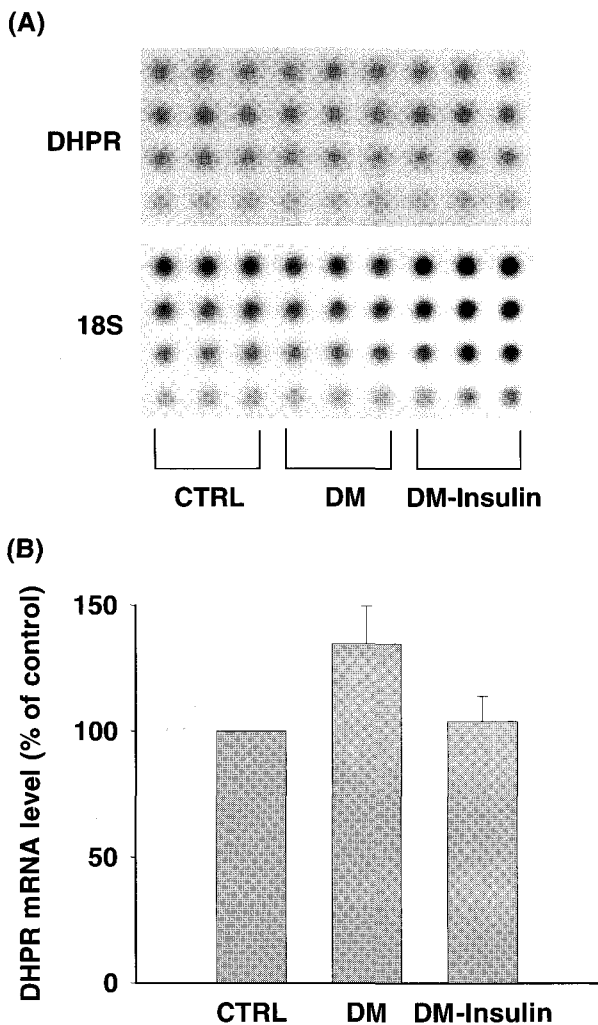 (A)
DHPR
18S
CTRL DM DM-Insulin
(B)
DHPR mRNA level (% of control)
150
100
50
0
CTRL DM DM-Insulin